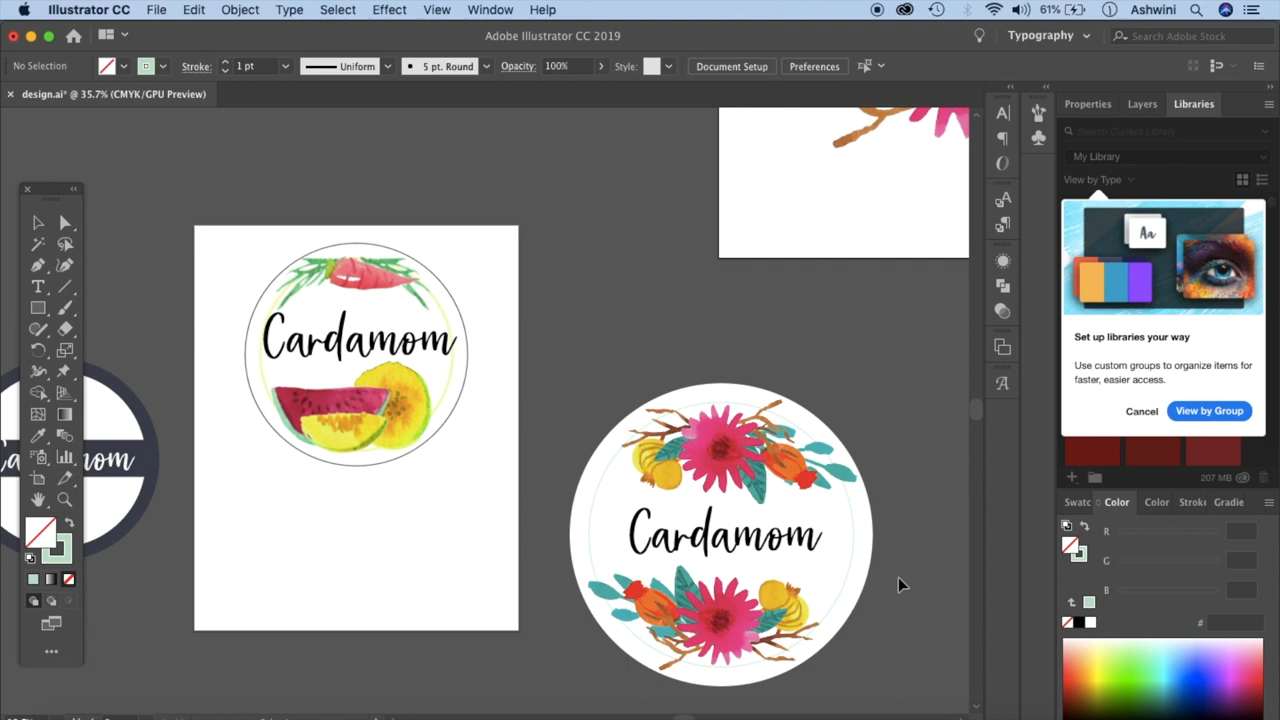 Illustrator CC File Edit Object Type Select Effect View Window Help 61% Ashwini
Adobe Illustrator CC 2019 Typography Search Adobe Stock
No Selection Stroke: 1 pt Uniform 5 pt. Round Opacity: 100% Style: Document Setup Preferences
design.ai* @ 35.7% (CMYK/GPU Preview)
Properties Layers Libraries
Search Current Library
My Library
View by Type
Aa
Set up libraries your way
Use custom groups to organize items for
faster, easier access.
Cancel View by Group
207 MB
Swatc Color Color Stroke Gradie
R
G
B
#
Cardamom
Cardamom